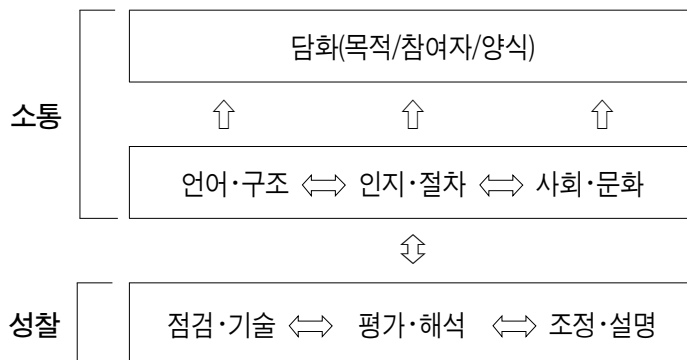 담화(목적/참여자/양식)
소통
언어·구조 ⇔ 인지·절차 ⇔ 사회·문화
성찰
점검·기술 ⇔ 평가·해석 ⇔ 조정·설명